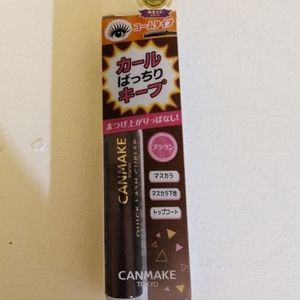 コームタイプ
カール
ばっちり
キープ
まつげ上がりっぱなし!
ブラウン
マスカラ
マスカラ下地
トップコート
CANMAKE
TOKYO
QUICK LASH CURLER
CANMAKE
TOKYO